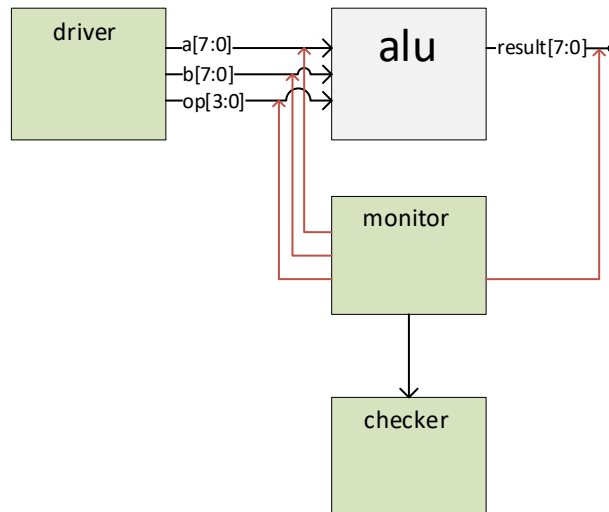 driver
a[7:0]
b[7:0]
op[3:0]
alu
result[7:0]
monitor
checker